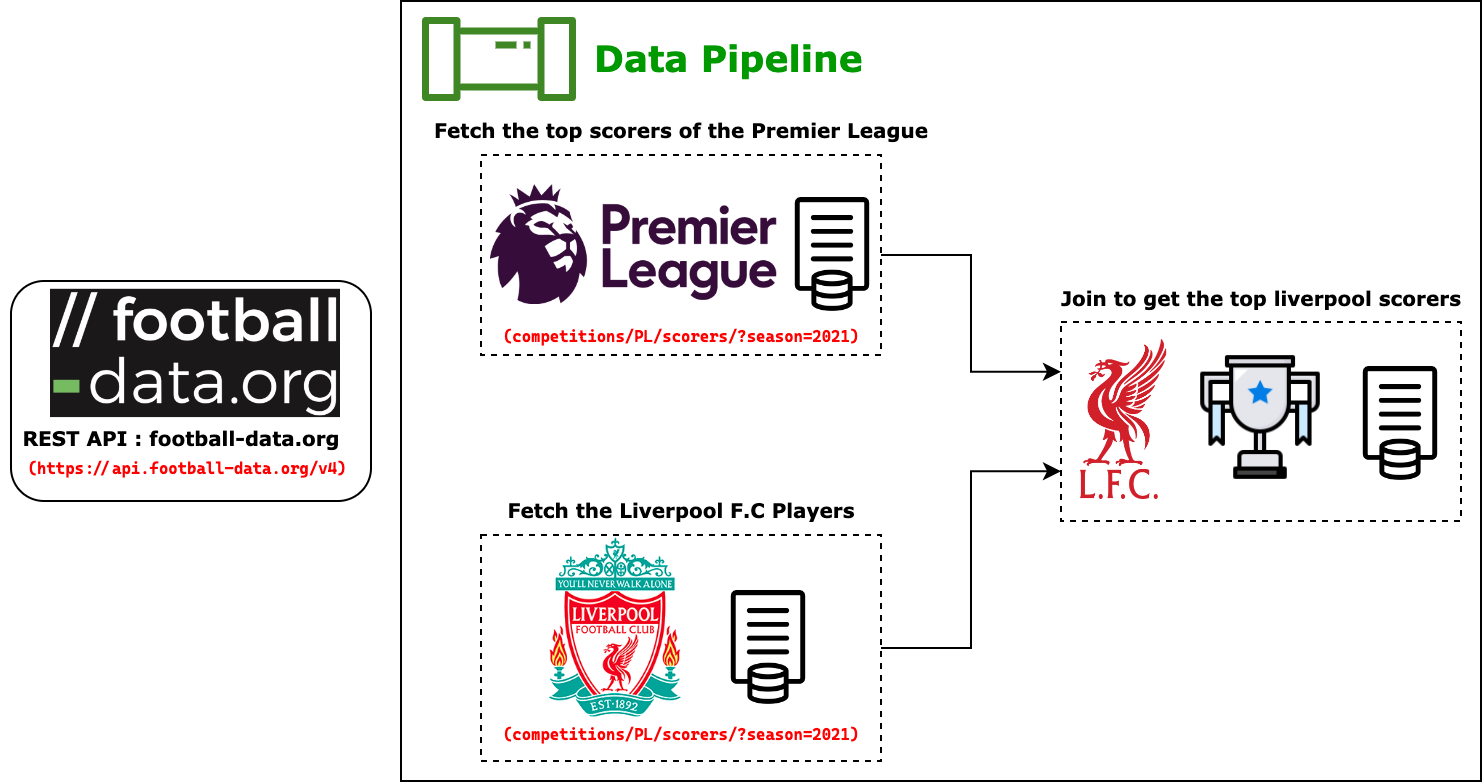 Data Pipeline
Fetch the top scorers of the Premier League
Premier
League
(competitions/PL/scorers/?season=2021)
// football
-data.org
REST API : football-data.org
(https://api.football-data.org/v4)
Fetch the Liverpool F.C Players
YOU'LL NEVER WALK ALONE
LIVERPOOL
FOOTBALL CLUB
EST·1892
(competitions/PL/scorers/?season=2021)
Join to get the top liverpool scorers
L.F.C.